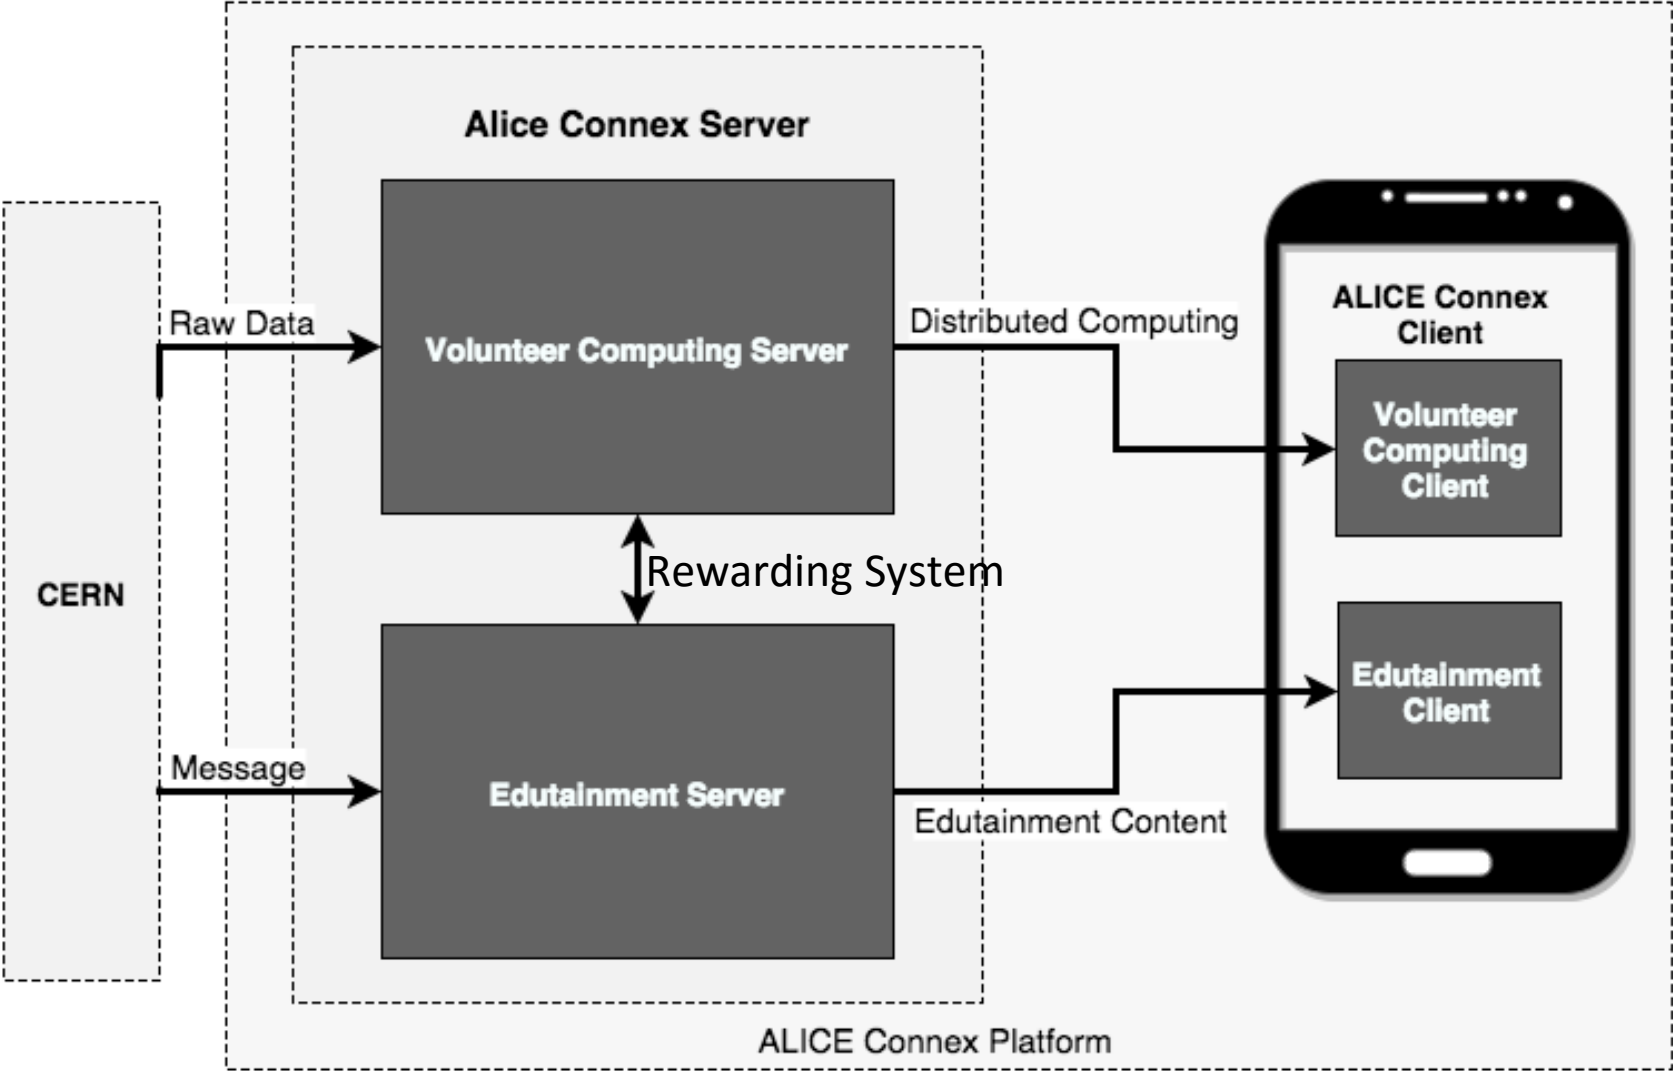 Alice Connex Server
Raw Data
Volunteer Computing Server
Distributed Computing
ALICE Connex
Client
Volunteer
Computing
Client
Rewarding System
CERN
Message
Edutainment Server
Edutainment Content
Edutainment
Client
ALICE Connex Platform